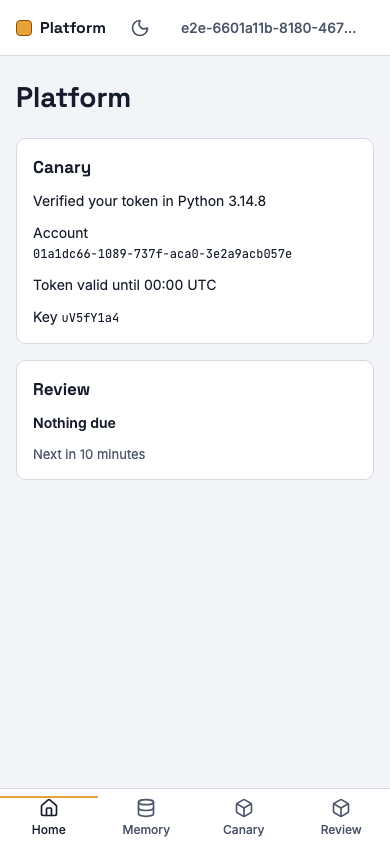 Platform
e2e-6601a11b-8180-467...
Platform
Canary
Verified your token in Python 3.14.8
Account
01a1dc66-1089-737f-aca0-3e2a9acb057e
Token valid until 00:00 UTC
Key uV5fY1a4
Review
Nothing due
Next in 10 minutes
Home
Memory
Canary
Review